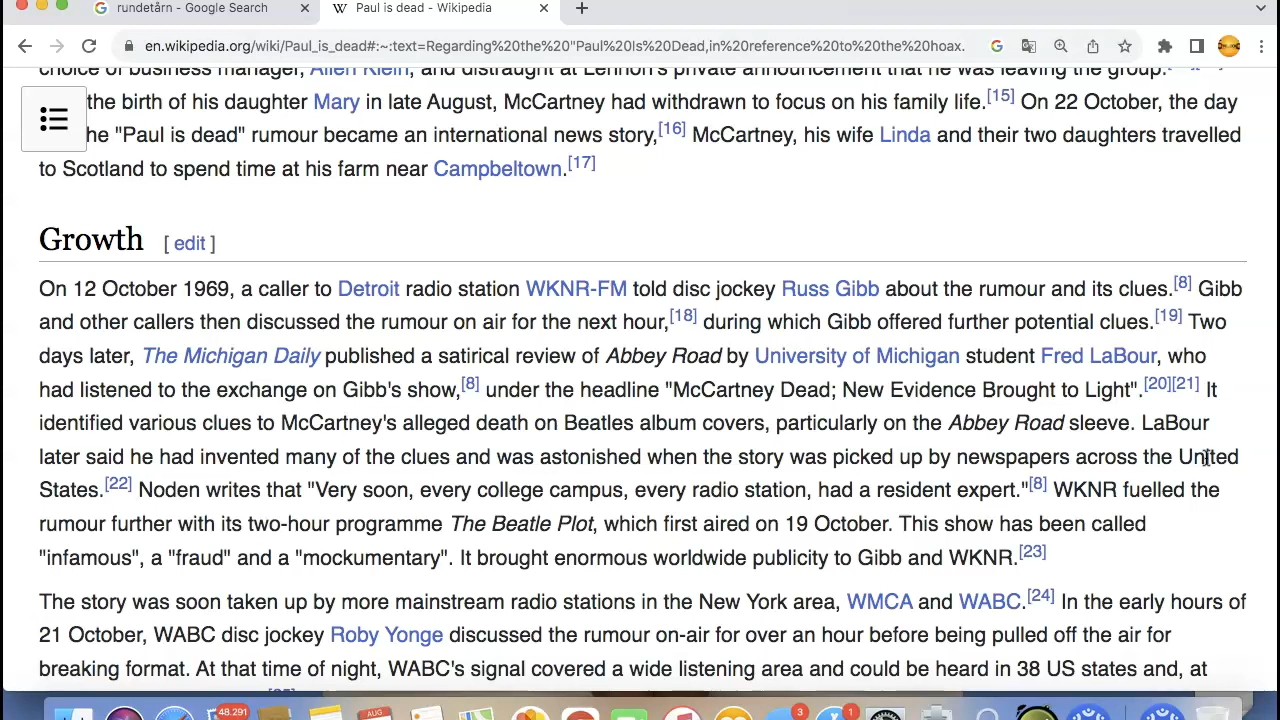 rundetårn - Google Search
Paul is dead - Wikipedia
en.wikipedia.org/wiki/Paul_is_dead#:~:text=Regarding%20the%20"Paul%20Is%20Dead,in%20reference%20to%20the%20hoax.
choice of business manager, Allen Klein, and distraught at Lennon's private announcement that he was leaving the group.
the birth of his daughter Mary in late August, McCartney had withdrawn to focus on his family life.[15] On 22 October, the day
he "Paul is dead" rumour became an international news story,[16] McCartney, his wife Linda and their two daughters travelled
to Scotland to spend time at his farm near Campbeltown.[17]
Growth [ edit ]
On 12 October 1969, a caller to Detroit radio station WKNR-FM told disc jockey Russ Gibb about the rumour and its clues.[8] Gibb
and other callers then discussed the rumour on air for the next hour,[18] during which Gibb offered further potential clues.[19] Two
days later, The Michigan Daily published a satirical review of Abbey Road by University of Michigan student Fred LaBour, who
had listened to the exchange on Gibb's show,[8] under the headline "McCartney Dead; New Evidence Brought to Light".[20][21] It
identified various clues to McCartney's alleged death on Beatles album covers, particularly on the Abbey Road sleeve. LaBour
later said he had invented many of the clues and was astonished when the story was picked up by newspapers across the United
States.[22] Noden writes that "Very soon, every college campus, every radio station, had a resident expert."[8] WKNR fuelled the
rumour further with its two-hour programme The Beatle Plot, which first aired on 19 October. This show has been called
"infamous", a "fraud" and a "mockumentary". It brought enormous worldwide publicity to Gibb and WKNR.[23]
The story was soon taken up by more mainstream radio stations in the New York area, WMCA and WABC.[24] In the early hours of
21 October, WABC disc jockey Roby Yonge discussed the rumour on-air for over an hour before being pulled off the air for
breaking format. At that time of night, WABC's signal covered a wide listening area and could be heard in 38 US states and, at
48.291
AUG
3
1